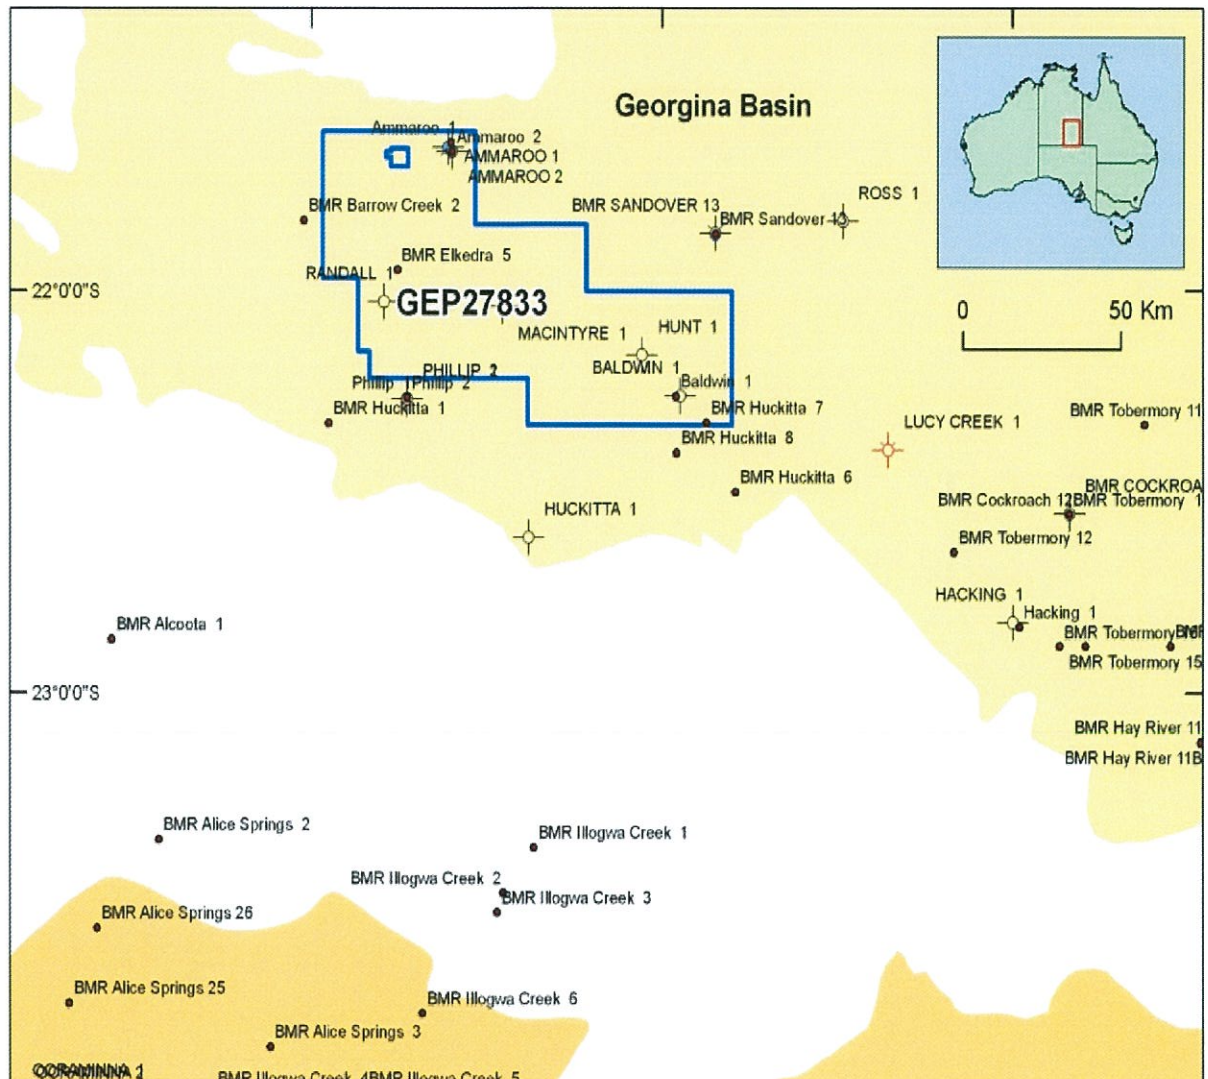 Georgina Basin
Ammaroo 1
Ammaroo 2
AMMAROO 1
AMMAROO 2
ROSS 1
BMR Barrow Creek 2
BMR SANDOVER 13
BMR Sandover 13
BMR Elkedra 5
RANDALL 1
22°0'0"S
GEP27833
0 50 Km
MACINTYRE 1
HUNT 1
BALDWIN 1
PHILLIP 2
Phillip
Phillip 2
Baldwin 1
BMR Huckitta 1
BMR Huckitta 7
BMR Tobermory 11
LUCY CREEK 1
BMR Huckitta 8
BMR Huckitta 6
BMR COCKROA
BMR Cockroach 12
BMR Tobermory 1
HUCKITTA 1
BMR Tobermory 12
HACKING 1
Hacking 1
BMR Alcoota 1
BMR Tobermory
BMR Tobermory 15
23°0'0"S
BMR Hay River 11
BMR Hay River 11B
BMR Alice Springs 2
BMR Illogwa Creek 1
BMR Illogwa Creek 2
BMR Illogwa Creek 3
BMR Alice Springs 26
BMR Alice Springs 25
BMR Illogwa Creek 6
BMR Alice Springs 3
OORAMINNA
BMR Illogwa Creek 4
BMR Illogwa Creek 5